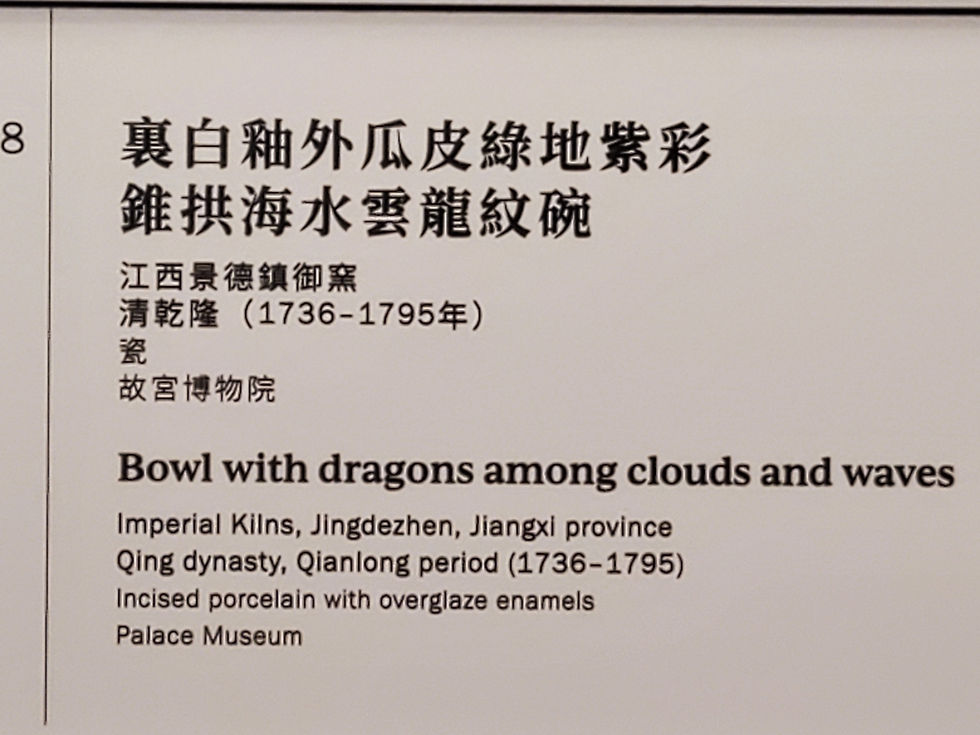 8
裏白釉外瓜皮綠地紫彩
錐拱海水雲龍紋碗
江西景德鎮御窯
清乾隆（1736–1795年）
瓷
故宮博物院
Bowl with dragons among clouds and waves
Imperial Kilns, Jingdezhen, Jiangxi province
Qing dynasty, Qianlong period (1736–1795)
Incised porcelain with overglaze enamels
Palace Museum